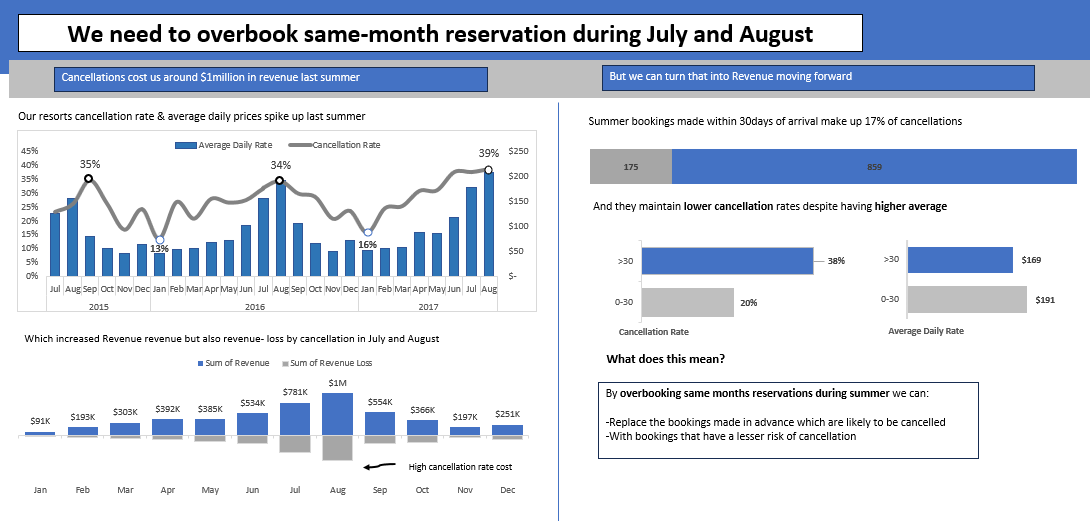 We need to overbook same-month reservation during July and August
Cancellations cost us around $1million in revenue last summer
But we can turn that into Revenue moving forward
Our resorts cancellation rate & average daily prices spike up last summer
Average Daily Rate
Cancellation Rate
45%
40%
35%
30%
25%
20%
15%
10%
5%
0%
35%
13%
34%
16%
39%
$250
$200
$150
$100
$50
$-
Jul Aug Sep Oct Nov Dec Jan Feb Mar Apr May Jun Jul Aug Sep Oct Nov Dec Jan Feb Mar Apr May Jun Jul Aug
2015 2016 2017
Which increased Revenue revenue but also revenue- loss by cancellation in July and August
Sum of Revenue Sum of Revenue Loss
$91K $193K $303K $392K $385K $534K $781K $1M $554K $366K $197K $251K
High cancellation rate cost
Jan Feb Mar Apr May Jun Jul Aug Sep Oct Nov Dec
Summer bookings made within 30days of arrival make up 17% of cancellations
175 859
And they maintain lower cancellation rates despite having higher average
>30 38%
0-30 20%
Cancellation Rate
>30 $169
0-30 $191
Average Daily Rate
What does this mean?
By overbooking same months reservations during summer we can:
-Replace the bookings made in advance which are likely to be cancelled
-With bookings that have a lesser risk of cancellation